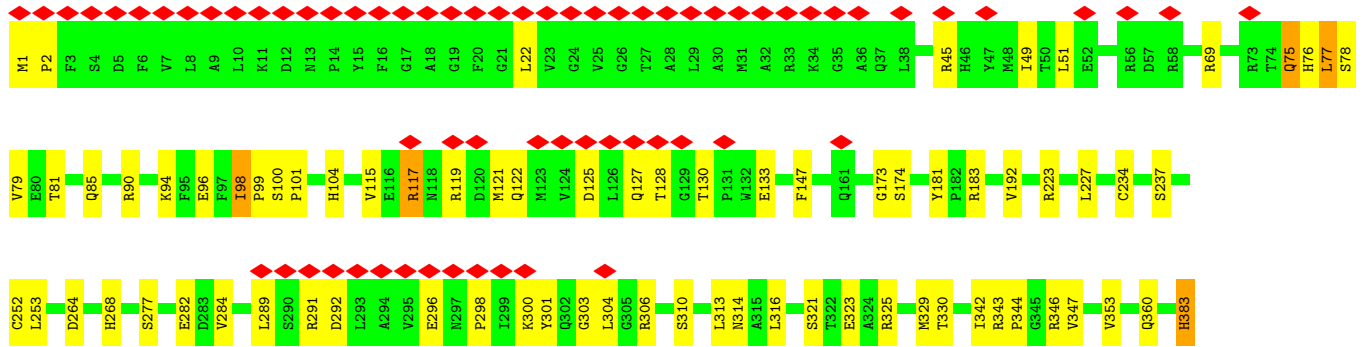 M1 P2 F3 S4 D5 F6 V7 L8 A9 L10 K11 D12 N13 P14 Y15 F16 G17 A18 G19 F20 G21 L22 V23 G24 V25 G26 T27 A28 L29 A30 M31 A32 R33 K34 G35 A36 Q37 L38 R45 H46 Y47 M48 I49 T50 L51 E52 R56 D57 R58 R69 R73 T74 Q75 H76 L77 S78
V79 E80 T81 Q85 R90 K94 F95 E96 F97 I98 P99 S100 P101 H104 V115 E116 R117 N118 R119 D120 M121 Q122 M123 V124 D125 L126 Q127 T128 G129 T130 P131 W132 E133 F147 Q161 G173 S174 Y181 P182 R183 V192 R223 L227 C234 S237
C252 L253 D264 H268 S277 E282 D283 V284 L289 S290 R291 D292 L293 A294 V295 E296 N297 P298 I299 K300 Y301 Q302 G303 L304 G305 R306 S310 L313 N314 A315 L316 S321 T322 E323 A324 R325 M329 T330 I342 R343 P344 G345 R346 V347 V353 Q360 H383